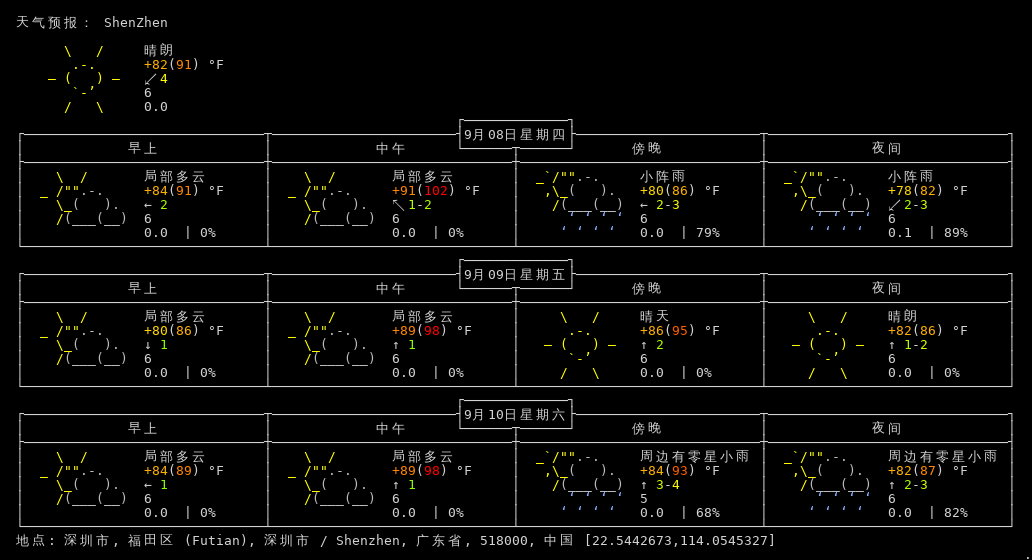 天气预报： ShenZhen
晴朗
+82(91) °F
↙ 4
6
0.0
9月08日星期四
早上 中午 傍晚 夜间
局部多云 局部多云 小阵雨 小阵雨
+84(91) °F +91(102) °F +80(86) °F +78(82) °F
← 2 ↖ 1-2 ← 2-3 ↙ 2-3
6 6 6 6
0.0 | 0% 0.0 | 0% 0.0 | 79% 0.1 | 89%
9月09日星期五
早上 中午 傍晚 夜间
局部多云 局部多云 晴天 晴朗
+80(86) °F +89(98) °F +86(95) °F +82(86) °F
↓ 1 ↑ 1 ↑ 2 ↑ 1-2
6 6 6 6
0.0 | 0% 0.0 | 0% 0.0 | 0% 0.0 | 0%
9月10日星期六
早上 中午 傍晚 夜间
局部多云 局部多云 周边有零星小雨 周边有零星小雨
+84(89) °F +89(98) °F +84(93) °F +82(87) °F
← 1 ↑ 1 ↑ 3-4 ↑ 2-3
6 6 5 6
0.0 | 0% 0.0 | 0% 0.0 | 68% 0.0 | 82%
地点: 深圳市, 福田区 (Futian), 深圳市 / Shenzhen, 广东省, 518000, 中国 [22.5442673,114.0545327]